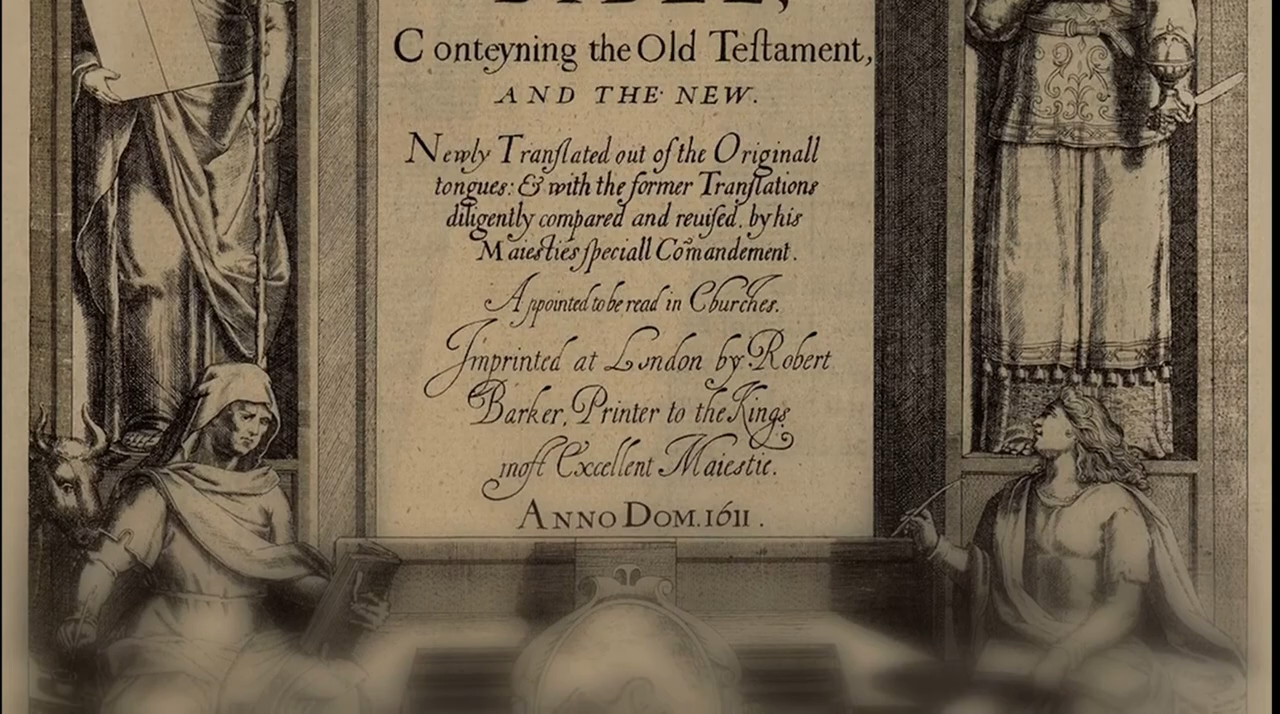 BIBLE,
Conteyning the Old Teſtament,
AND THE NEW.
Newly Tranſlated out of the Originall
tongues: & with the former Tranſlations
diligently compared and reuiſed, by his
Maieſties ſpeciall Cõmandement.
Appointed to be read in Churches.
Imprinted at London by Robert
Barker, Printer to the Kings
moſt Excellent Maieſtie.
ANNO DOM. 1611.